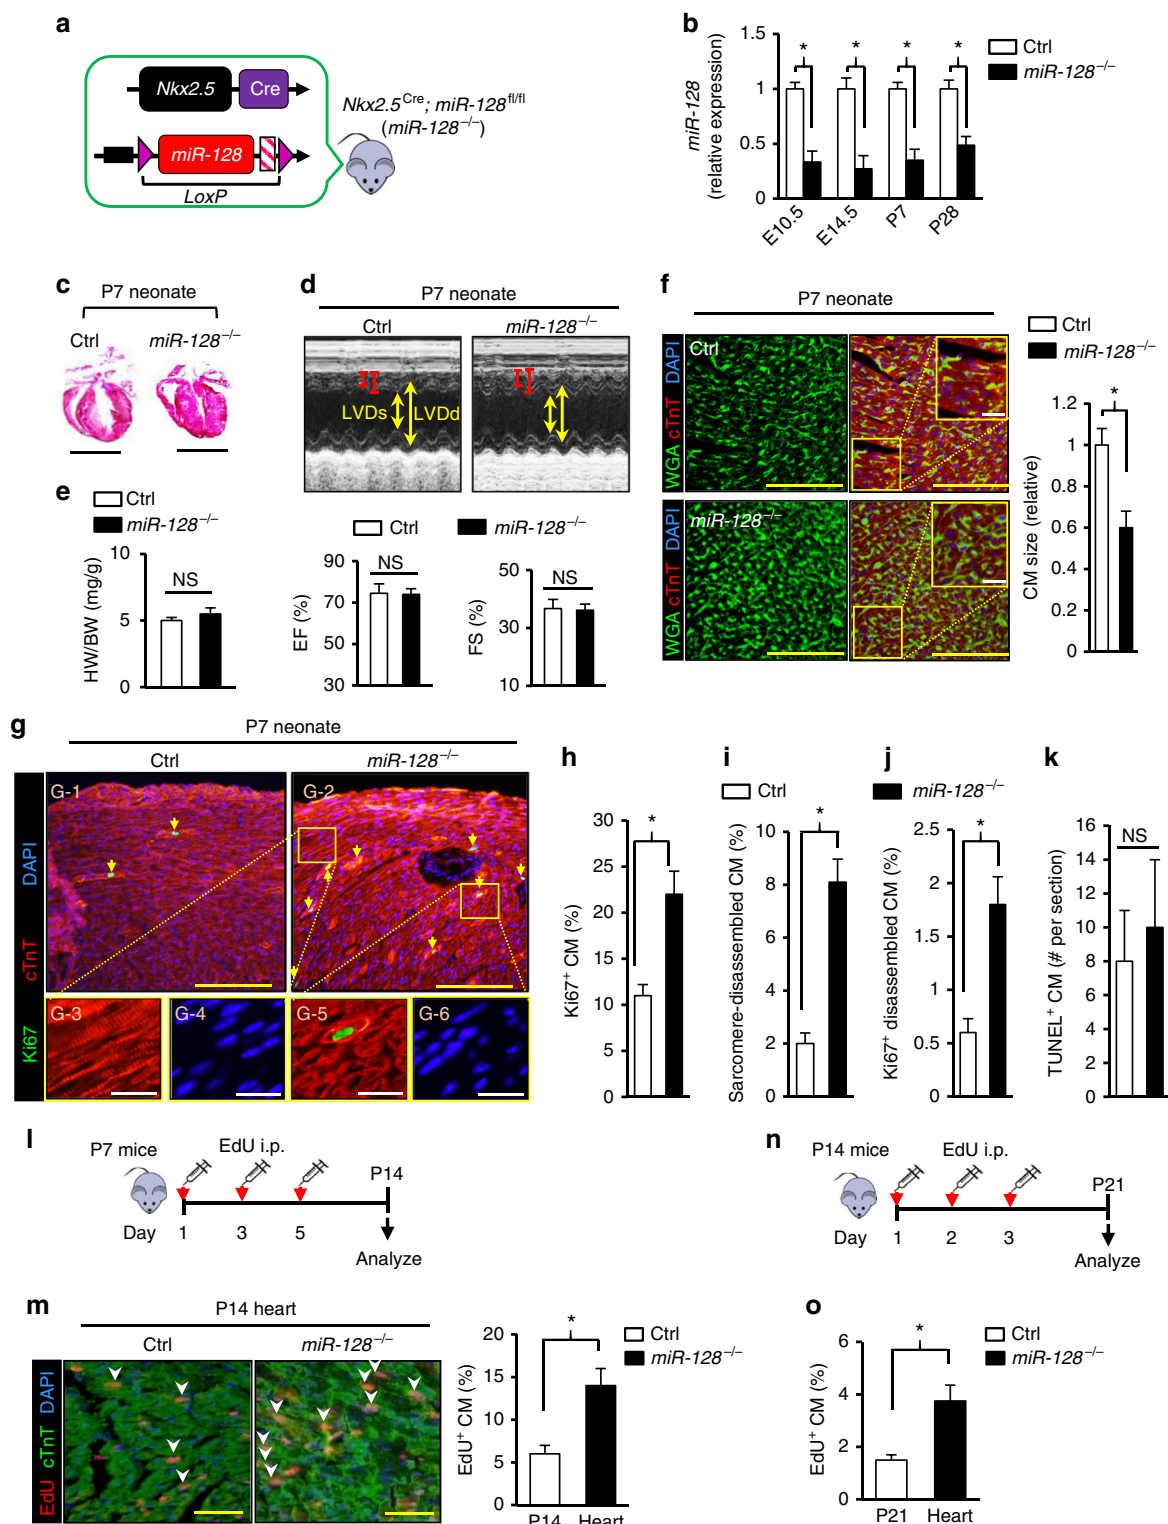 a
Nkx2.5
Cre
miR-128
LoxP
Nkx2.5Cre; miR-128fl/fl
(miR-128–/–)
b
miR-128
(relative expression)
1.5
1
0.5
0
* * * *
Ctrl
miR-128–/–
E10.5
E14.5
P7
P28
c
P7 neonate
Ctrl
miR-128–/–
d
P7 neonate
Ctrl
miR-128–/–
LVDs
LVDd
e
Ctrl
miR-128–/–
HW/BW (mg/g)
10
5
0
NS
Ctrl
miR-128–/–
EF (%)
90
70
50
30
NS
FS (%)
50
30
10
NS
f
P7 neonate
WGA cTnT DAPI
Ctrl
WGA cTnT DAPI
miR-128–/–
Ctrl
miR-128–/–
CM size (relative)
1.2
1
0.8
0.6
0.4
0.2
0
*
g
P7 neonate
Ctrl
miR-128–/–
Ki67 cTnT DAPI
G-1
G-2
G-3
G-4
G-5
G-6
h
Ki67+ CM (%)
30
25
20
15
10
5
0
*
i
Ctrl
Sarcomere-disassembled CM (%)
10
8
6
4
2
0
*
j
miR-128–/–
Ki67+ disassembled CM (%)
2.5
2
1.5
1
0.5
0
*
k
TUNEL+ CM (# per section)
16
14
12
10
8
6
4
2
0
NS
l
P7 mice
EdU i.p.
P14
Day
1
3
5
Analyze
n
P14 mice
EdU i.p.
P21
Day
1
2
3
Analyze
m
P14 heart
Ctrl
miR-128–/–
EdU cTnT DAPI
EdU+ CM (%)
20
15
10
5
0
*
Ctrl
miR-128–/–
P14 Heart
o
EdU+ CM (%)
6
4
2
0
*
Ctrl
miR-128–/–
P21 Heart